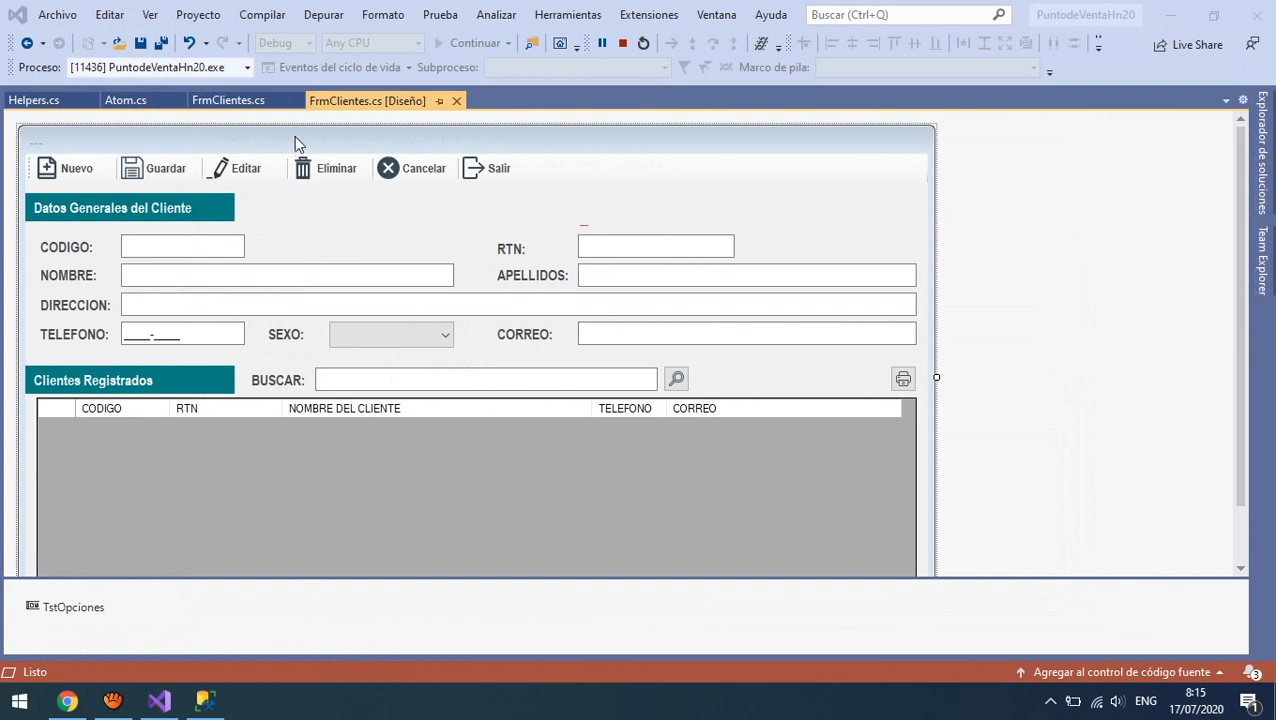 Archivo Editar Ver Proyecto Compilar Depurar Formato Prueba Analizar Herramientas Extensiones Ventana Ayuda Buscar (Ctrl+Q) PuntodeVentaHn20
Debug Any CPU Continuar Live Share
Proceso: [11436] PuntodeVentaHn20.exe Eventos del ciclo de vida Subproceso: Marco de pila:
Helpers.cs Atom.cs FrmClientes.cs FrmClientes.cs [Diseño]
Explorador de soluciones
Team Explorer
---
Nuevo Guardar Editar Eliminar Cancelar Salir
Datos Generales del Cliente
CODIGO: RTN:
NOMBRE: APELLIDOS:
DIRECCION:
TELEFONO: ____-____ SEXO: CORREO:
Clientes Registrados BUSCAR:
CODIGO RTN NOMBRE DEL CLIENTE TELEFONO CORREO
TstOpciones
Listo Agregar al control de código fuente 3
ENG 8:15
17/07/2020 1